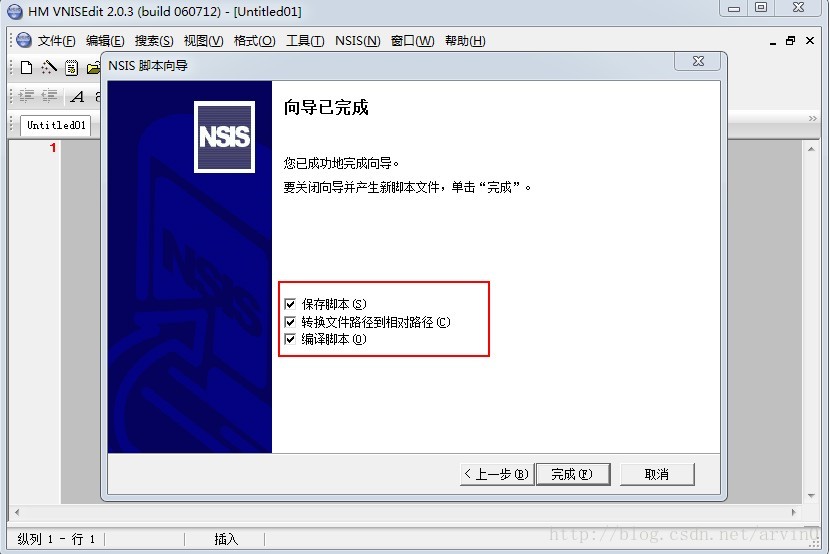 HM VNISEdit 2.0.3 (build 060712) - [Untitled01]
文件(F) 编辑(E) 搜索(S) 视图(V) 格式(O) 工具(T) NSIS(N) 窗口(W) 帮助(H)
NSIS 脚本向导
Untitled01
1
NSIS
向导已完成
您已成功地完成向导。
要关闭向导并产生新脚本文件，单击“完成”。
NSIS
保存脚本(S)
转换文件路径到相对路径(C)
编译脚本(O)
< 上一步(B) 完成(F) 取消
纵列 1 - 行 1 插入
http://blog.csdn.net/arvin0